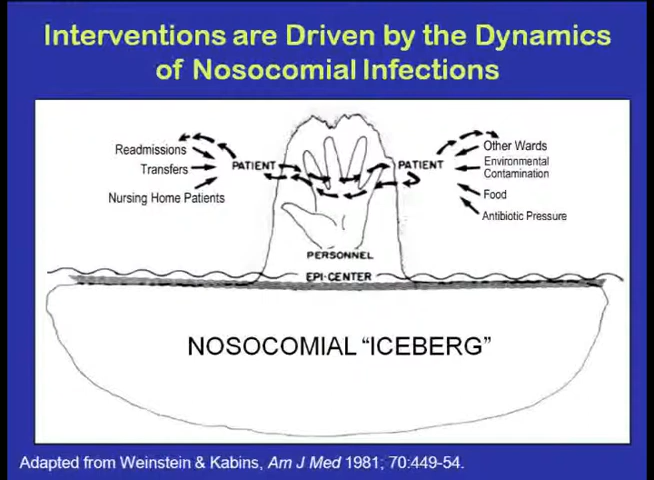 Interventions are Driven by the Dynamics
of Nosocomial Infections
Readmissions
Transfers
Nursing Home Patients
PATIENT
PATIENT
Other Wards
Environmental
Contamination
Food
Antibiotic Pressure
PERSONNEL
EPI-CENTER
NOSOCOMIAL “ICEBERG”
Adapted from Weinstein & Kabins, Am J Med 1981; 70:449-54.